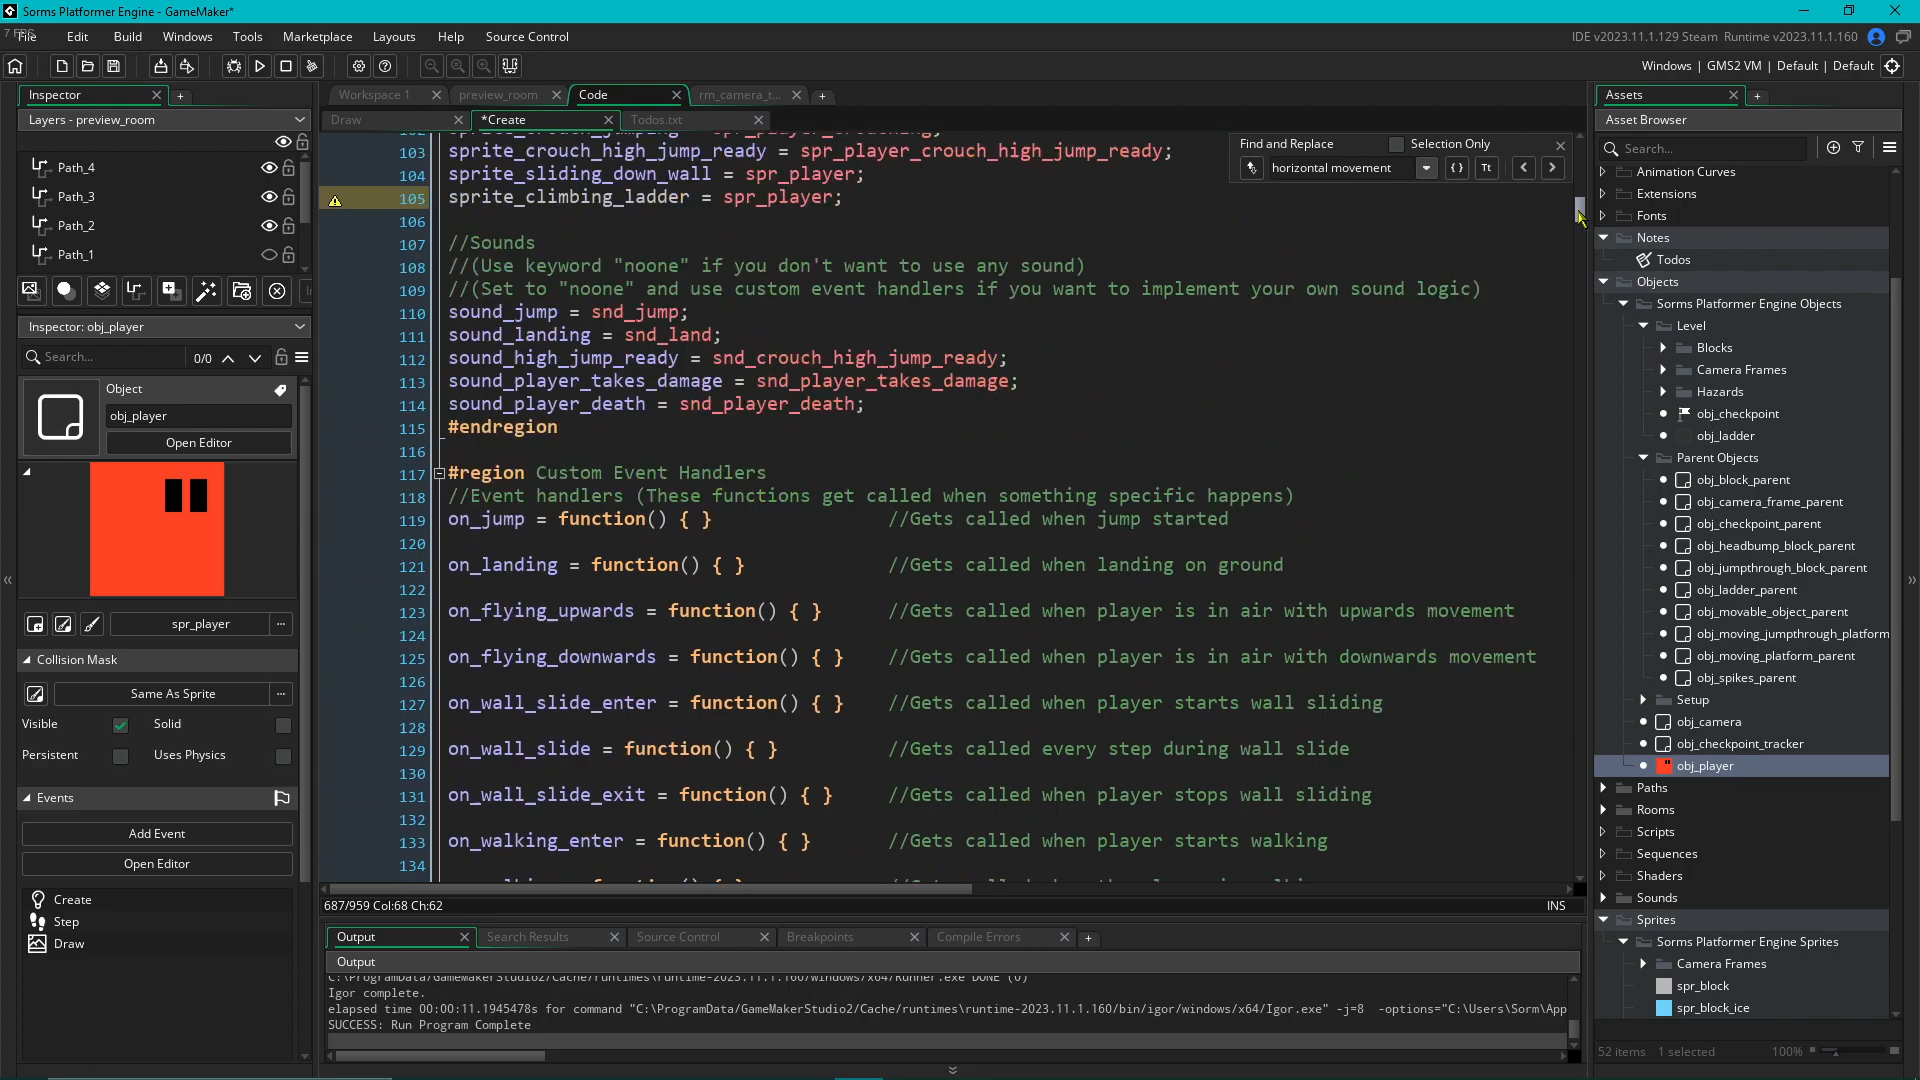 Sorms Platformer Engine - GameMaker*
7 FPS
File Edit Build Windows Tools Marketplace Layouts Help Source Control
IDE v2023.11.1.129 Steam Runtime v2023.11.1.160
Windows | GMS2 VM | Default | Default
Inspector
Layers - preview_room
Path_4
Path_3
Path_2
Path_1
Inspector: obj_player
Search... 0/0
Object
obj_player
Open Editor
spr_player
Collision Mask
Same As Sprite
Visible Solid
Persistent Uses Physics
Events
Add Event
Open Editor
Create
Step
Draw
Workspace 1 preview_room Code rm_camera_t...
Draw *Create Todos.txt
Find and Replace Selection Only
horizontal movement {} Tt
103 sprite_crouch_high_jump_ready = spr_player_crouch_high_jump_ready;
104 sprite_sliding_down_wall = spr_player;
105 sprite_climbing_ladder = spr_player;
106
107 //Sounds
108 //(Use keyword "noone" if you don't want to use any sound)
109 //(Set to "noone" and use custom event handlers if you want to implement your own sound logic)
110 sound_jump = snd_jump;
111 sound_landing = snd_land;
112 sound_high_jump_ready = snd_crouch_high_jump_ready;
113 sound_player_takes_damage = snd_player_takes_damage;
114 sound_player_death = snd_player_death;
115 #endregion
116
117 #region Custom Event Handlers
118 //Event handlers (These functions get called when something specific happens)
119 on_jump = function() { } //Gets called when jump started
120
121 on_landing = function() { } //Gets called when landing on ground
122
123 on_flying_upwards = function() { } //Gets called when player is in air with upwards movement
124
125 on_flying_downwards = function() { } //Gets called when player is in air with downwards movement
126
127 on_wall_slide_enter = function() { } //Gets called when player starts wall sliding
128
129 on_wall_slide = function() { } //Gets called every step during wall slide
130
131 on_wall_slide_exit = function() { } //Gets called when player stops wall sliding
132
133 on_walking_enter = function() { } //Gets called when player starts walking
134
687/959 Col:68 Ch:62 INS
Output Search Results Source Control Breakpoints Compile Errors
Output
C:\ProgramData/GameMakerStudio2/Cache/runtimes\runtime-2023.11.1.160/windows/x64/Runner.exe DONE (0)
Igor complete.
elapsed time 00:00:11.1945478s for command "C:\ProgramData/GameMakerStudio2/Cache/runtimes\runtime-2023.11.1.160/bin/igor/windows/x64/Igor.exe" -j=8 -options="C:\Users\Sorm\App
SUCCESS: Run Program Complete
Assets
Asset Browser
Search...
Animation Curves
Extensions
Fonts
Notes
Todos
Objects
Sorms Platformer Engine Objects
Level
Blocks
Camera Frames
Hazards
obj_checkpoint
obj_ladder
Parent Objects
obj_block_parent
obj_camera_frame_parent
obj_checkpoint_parent
obj_headbump_block_parent
obj_jumpthrough_block_parent
obj_ladder_parent
obj_movable_object_parent
obj_moving_jumpthrough_platform
obj_moving_platform_parent
obj_spikes_parent
Setup
obj_camera
obj_checkpoint_tracker
obj_player
Paths
Rooms
Scripts
Sequences
Shaders
Sounds
Sprites
Sorms Platformer Engine Sprites
Camera Frames
spr_block
spr_block_ice
52 items 1 selected 100%